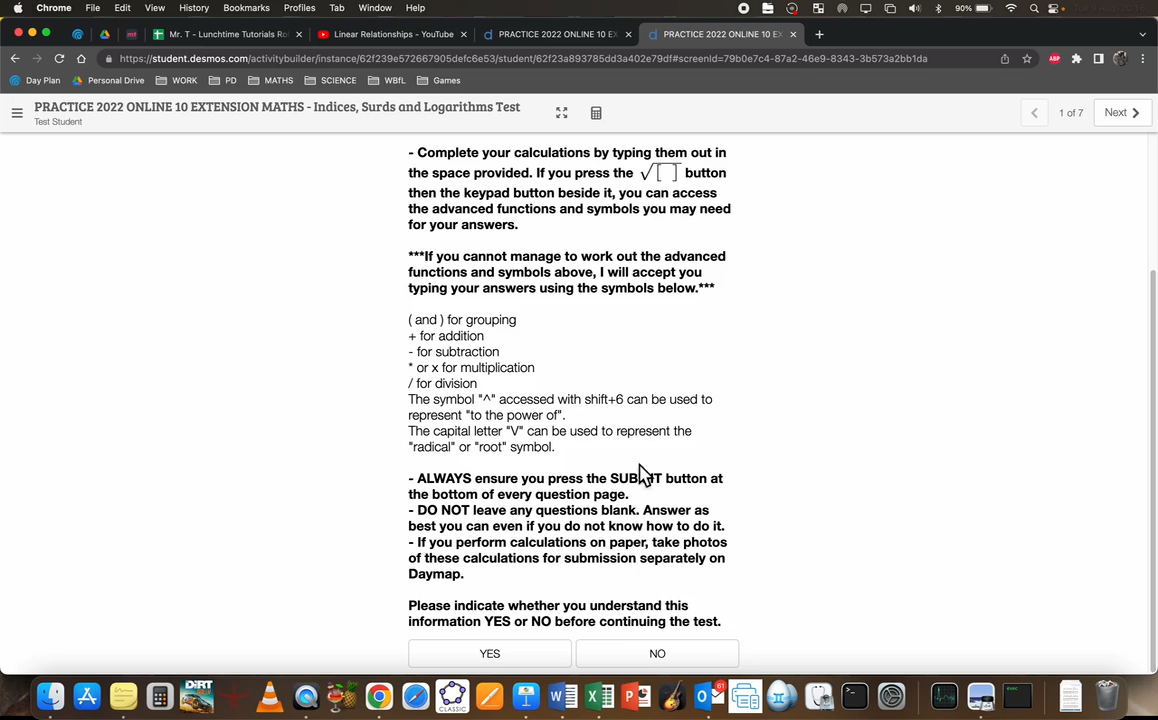 Chrome File Edit View History Bookmarks Profiles Tab Window Help 61 90%
Mr. T - Lunchtime Tutorials Rol Linear Relationships - YouTube PRACTICE 2022 ONLINE 10 EX PRACTICE 2022 ONLINE 10 EX
https://student.desmos.com/activitybuilder/instance/62f239e572667905defc6e53/student/62f23a893785dd3a402e79df#screenId=79b0e7c4-87a2-46e9-8343-3b573a2bb1da
Day Plan Personal Drive WORK PD MATHS SCIENCE WBfL Games
PRACTICE 2022 ONLINE 10 EXTENSION MATHS - Indices, Surds and Logarithms Test
Test Student
1 of 7 Next
- Complete your calculations by typing them out in
the space provided. If you press the √[ ] button
then the keypad button beside it, you can access
the advanced functions and symbols you may need
for your answers.
***If you cannot manage to work out the advanced
functions and symbols above, I will accept you
typing your answers using the symbols below.***
( and ) for grouping
+ for addition
- for subtraction
* or x for multiplication
/ for division
The symbol "^" accessed with shift+6 can be used to
represent "to the power of".
The capital letter "V" can be used to represent the
"radical" or "root" symbol.
- ALWAYS ensure you press the SUBMIT button at
the bottom of every question page.
- DO NOT leave any questions blank. Answer as
best you can even if you do not know how to do it.
- If you perform calculations on paper, take photos
of these calculations for submission separately on
Daymap.
Please indicate whether you understand this
information YES or NO before continuing the test.
YES NO